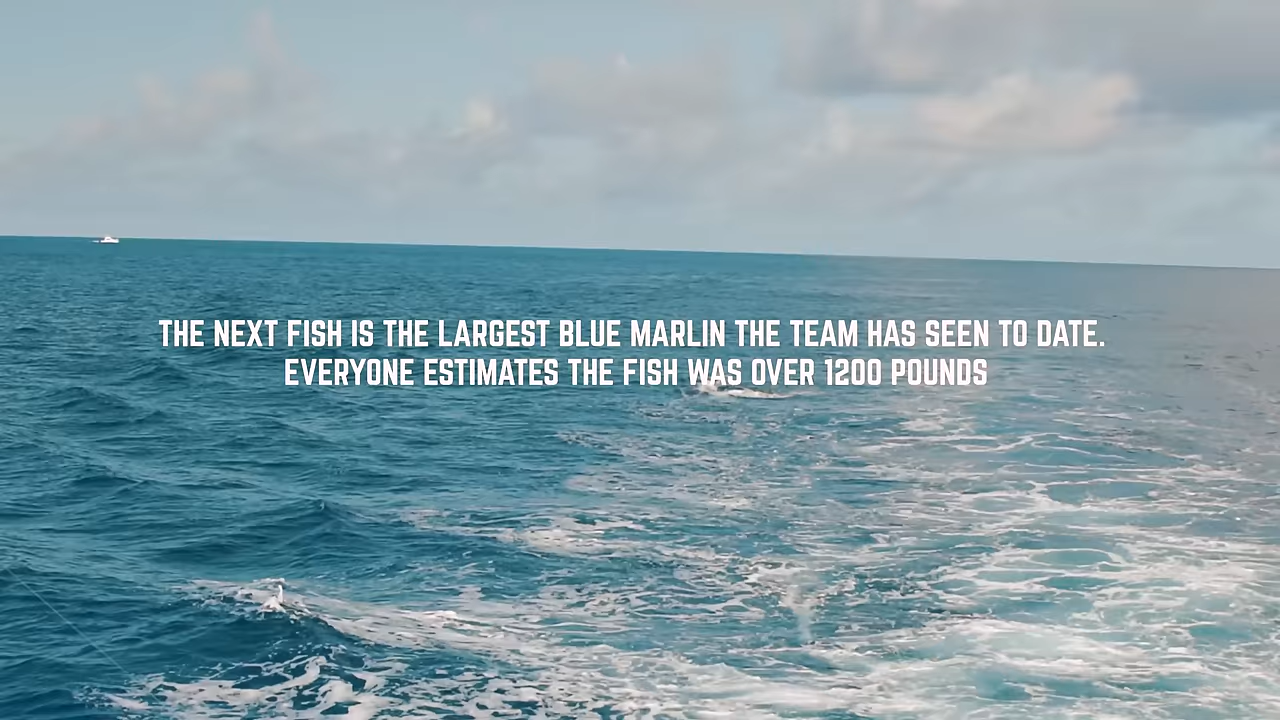 THE NEXT FISH IS THE LARGEST BLUE MARLIN THE TEAM HAS SEEN TO DATE.
EVERYONE ESTIMATES THE FISH WAS OVER 1200 POUNDS